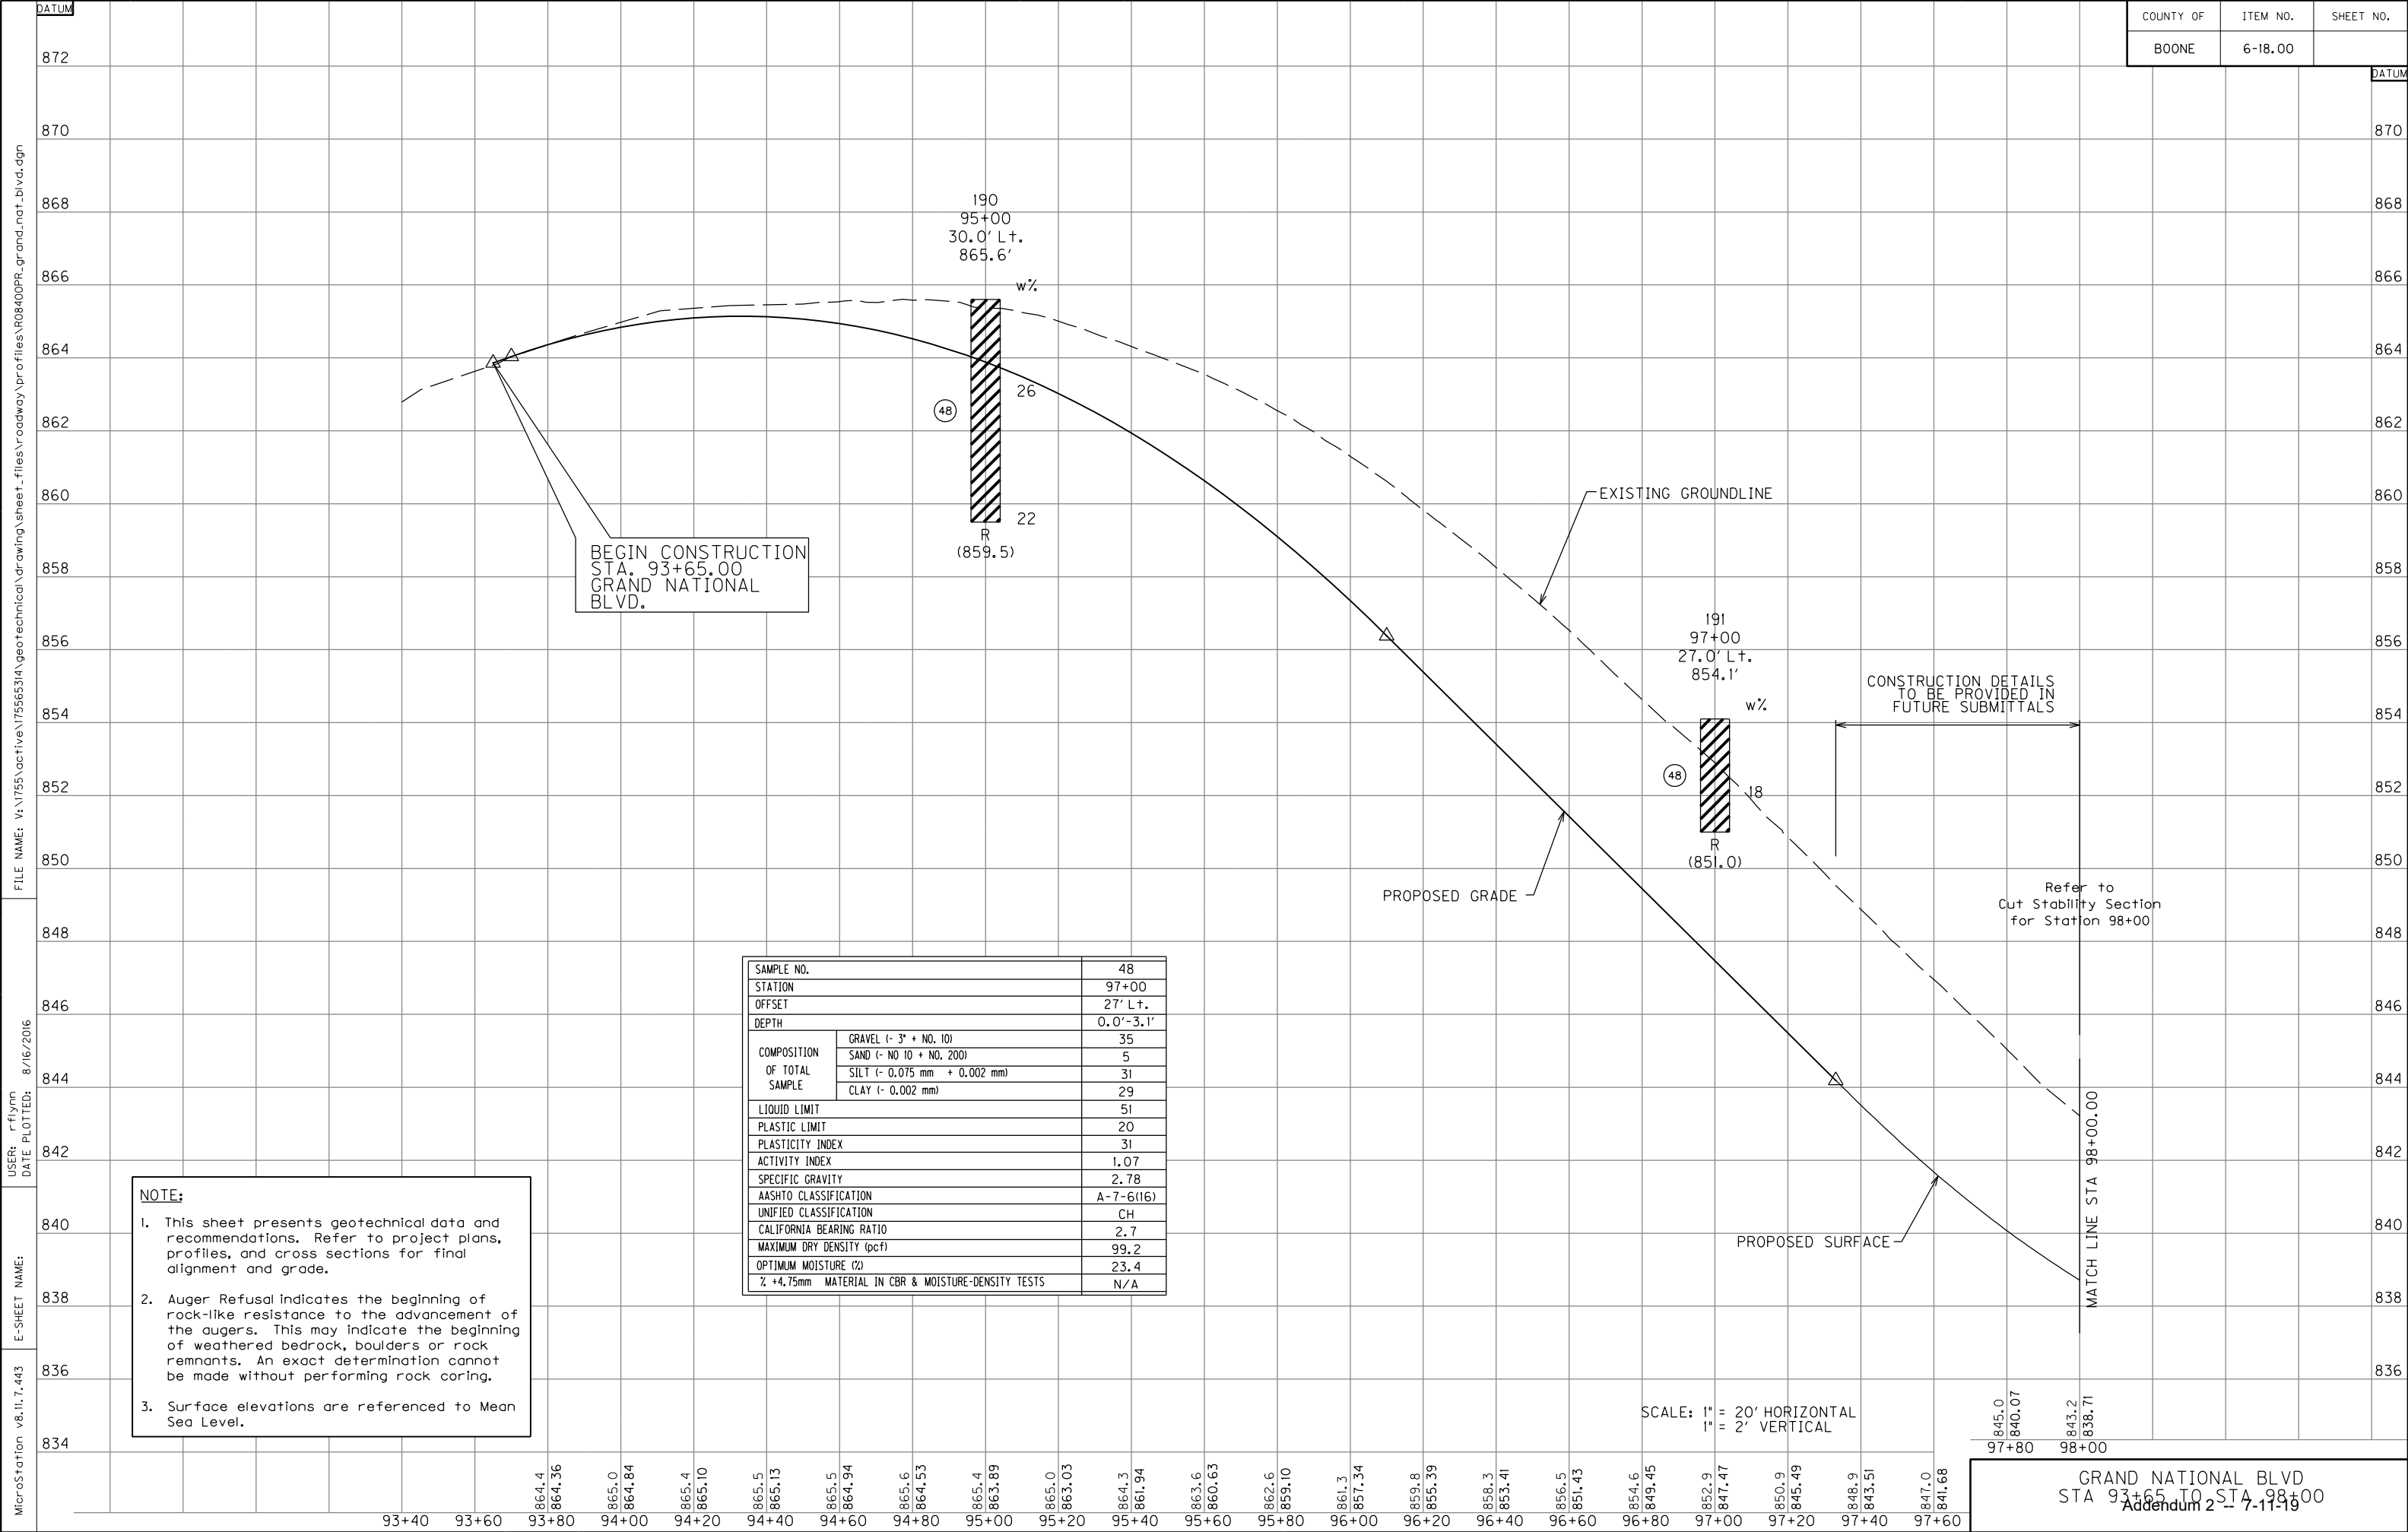 DATUM
COUNTY OF ITEM NO. SHEET NO.
BOONE 6-18.00
DATUM
872
870 870
868 868
866 866
864 864
862 862
860 860
858 858
856 856
854 854
852 852
850 850
848 848
846 846
844 844
842 842
840 840
838 838
836 836
834
FILE NAME: V:\1755\active\175565314\geotechnical\drawing\sheet_files\roadway\profiles\R08400PR_grand_nat_blvd.dgn
USER: rflynn
DATE PLOTTED: 8/16/2016
E-SHEET NAME:
MicroStation v8.11.7.443
190
95+00
30.0' Lt.
865.6'
w%
26
48
22
R
(859.5)
BEGIN CONSTRUCTION
STA. 93+65.00
GRAND NATIONAL
BLVD.
EXISTING GROUNDLINE
191
97+00
27.0' Lt.
854.1'
w%
48
18
R
(851.0)
CONSTRUCTION DETAILS
TO BE PROVIDED IN
FUTURE SUBMITTALS
PROPOSED GRADE
Refer to
Cut Stability Section
for Station 98+00
PROPOSED SURFACE
MATCH LINE STA 98+00.00
SAMPLE NO. 48
STATION 97+00
OFFSET 27' Lt.
DEPTH 0.0'-3.1'
COMPOSITION
OF TOTAL
SAMPLE
GRAVEL (- 3" + NO. 10) 35
SAND (- NO 10 + NO. 200) 5
SILT (- 0.075 mm + 0.002 mm) 31
CLAY (- 0.002 mm) 29
LIQUID LIMIT 51
PLASTIC LIMIT 20
PLASTICITY INDEX 31
ACTIVITY INDEX 1.07
SPECIFIC GRAVITY 2.78
AASHTO CLASSIFICATION A-7-6(16)
UNIFIED CLASSIFICATION CH
CALIFORNIA BEARING RATIO 2.7
MAXIMUM DRY DENSITY (pcf) 99.2
OPTIMUM MOISTURE (%) 23.4
% +4.75mm MATERIAL IN CBR & MOISTURE-DENSITY TESTS N/A
NOTE:
1. This sheet presents geotechnical data and
recommendations. Refer to project plans,
profiles, and cross sections for final
alignment and grade.
2. Auger Refusal indicates the beginning of
rock-like resistance to the advancement of
the augers. This may indicate the beginning
of weathered bedrock, boulders or rock
remnants. An exact determination cannot
be made without performing rock coring.
3. Surface elevations are referenced to Mean
Sea Level.
SCALE: 1" = 20' HORIZONTAL
1" = 2' VERTICAL
864.4
864.36
865.0
864.84
865.4
865.10
865.5
865.13
865.5
864.94
865.6
864.53
865.4
863.89
865.0
863.03
864.3
861.94
863.6
860.63
862.6
859.10
861.3
857.34
859.8
855.39
858.3
853.41
856.5
851.43
854.6
849.45
852.9
847.47
850.9
845.49
848.9
843.51
847.0
841.68
845.0
840.07
843.2
838.71
97+80 98+00
93+40 93+60 93+80 94+00 94+20 94+40 94+60 94+80 95+00 95+20 95+40 95+60 95+80 96+00 96+20 96+40 96+60 96+80 97+00 97+20 97+40 97+60
GRAND NATIONAL BLVD
STA 93+65 TO STA 98+00
Addendum 2 -- 7-11-19